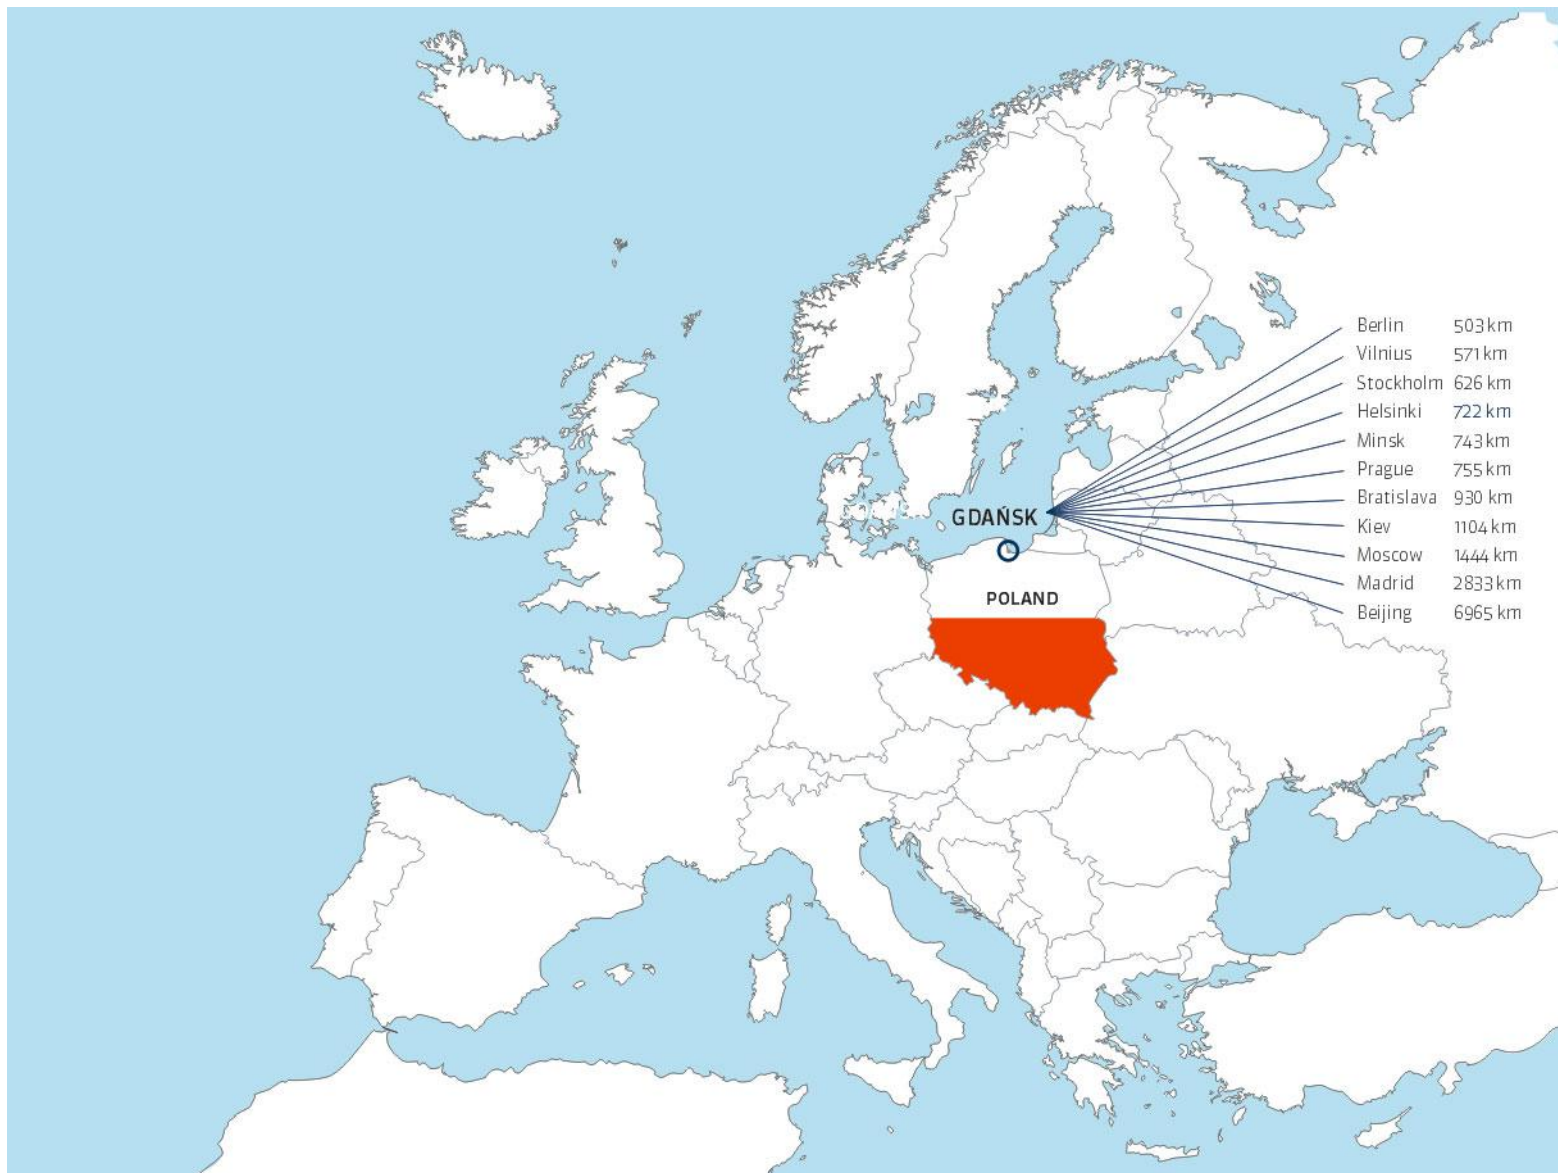 Berlin 503 km
Vilnius 571 km
Stockholm 626 km
Helsinki 722 km
Minsk 743 km
Prague 755 km
Bratislava 930 km
Kiev 1104 km
Moscow 1444 km
Madrid 2833 km
Beijing 6965 km
GDAŃSK
POLAND